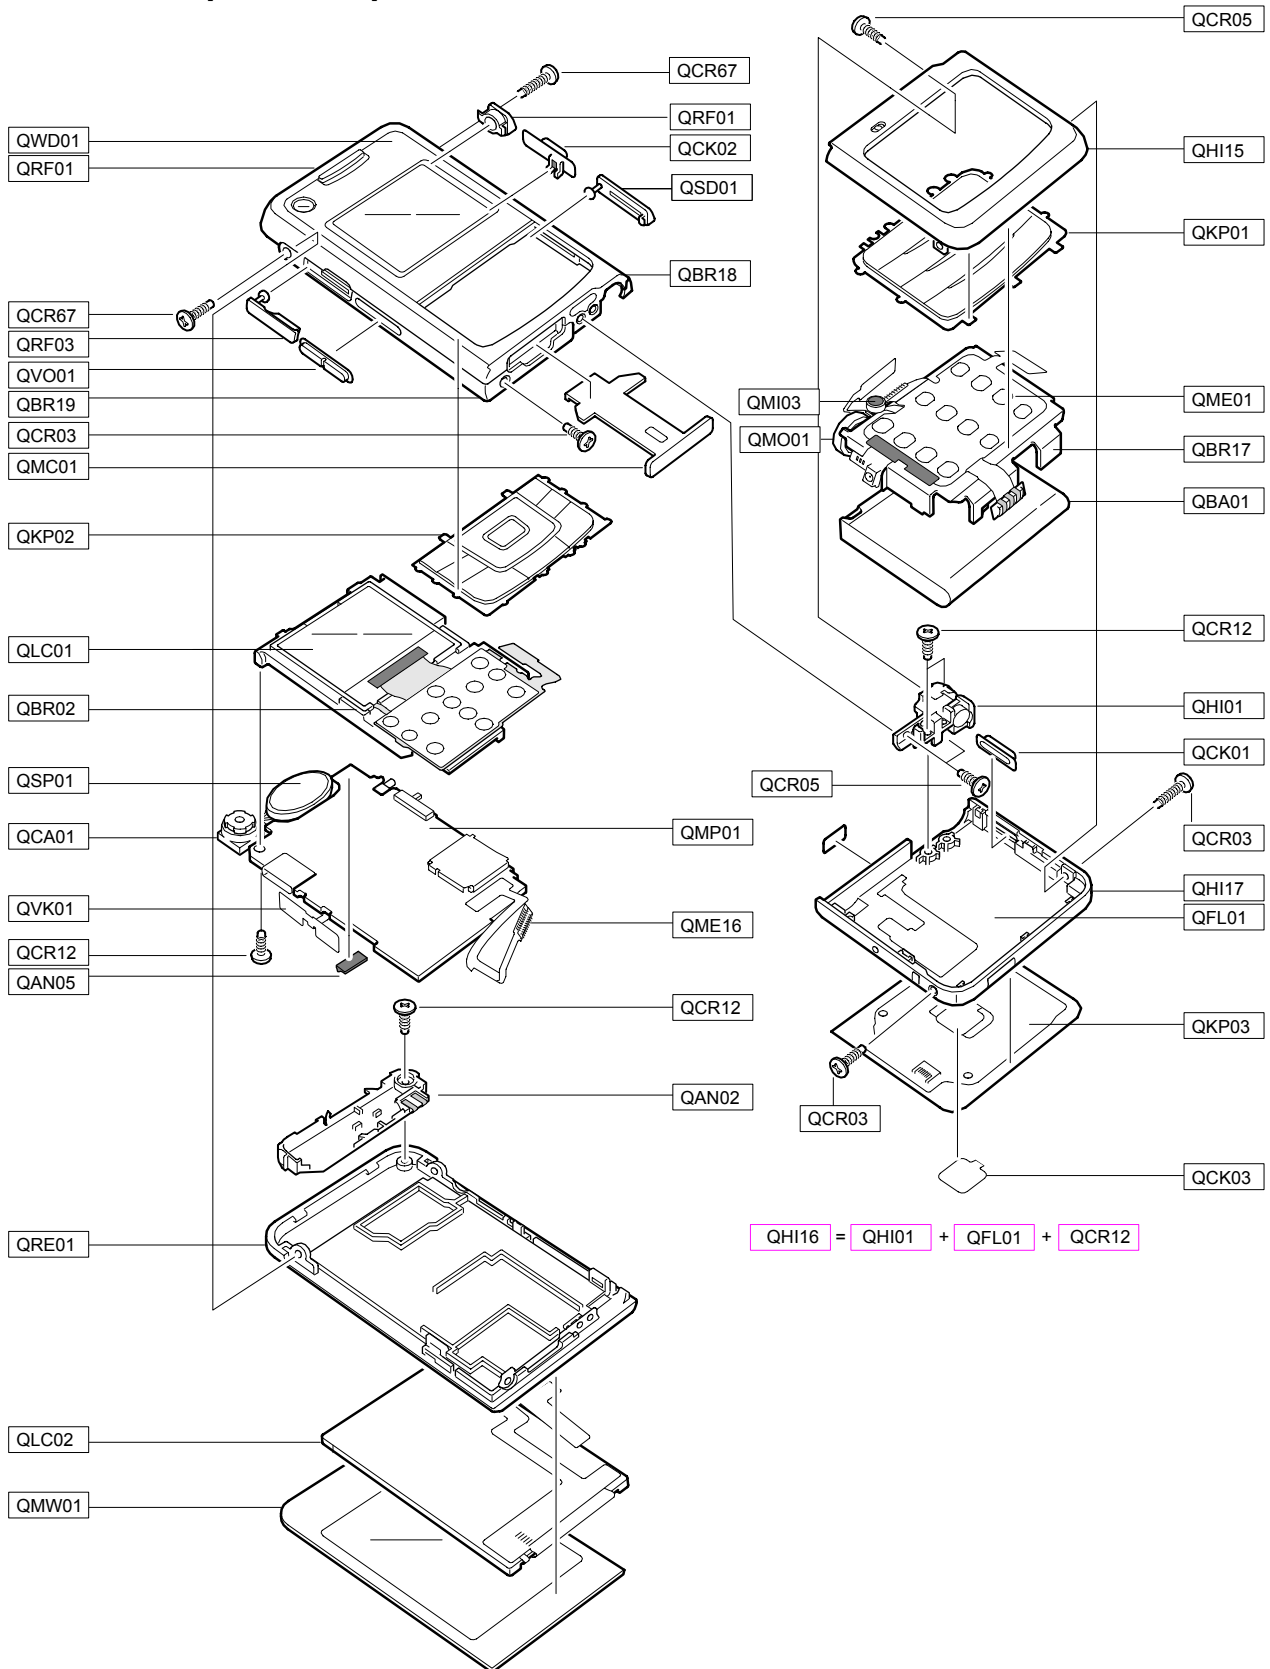 QCR05
QCR67
QRF01
QWD01
QCK02
QHI15
QRF01
QSD01
QKP01
QBR18
QCR67
QRF03
QVO01
QBR19
QMI03
QME01
QCR03
QMO01
QBR17
QMC01
QBA01
QKP02
QCR12
QLC01
QBR02
QHI01
QCK01
QSP01
QCR05
QCA01
QMP01
QCR03
QHI17
QVK01
QFL01
QME16
QCR12
QAN05
QCR12
QKP03
QAN02
QCR03
QCK03
QRE01
QHI16 = QHI01 + QFL01 + QCR12
QLC02
QMW01